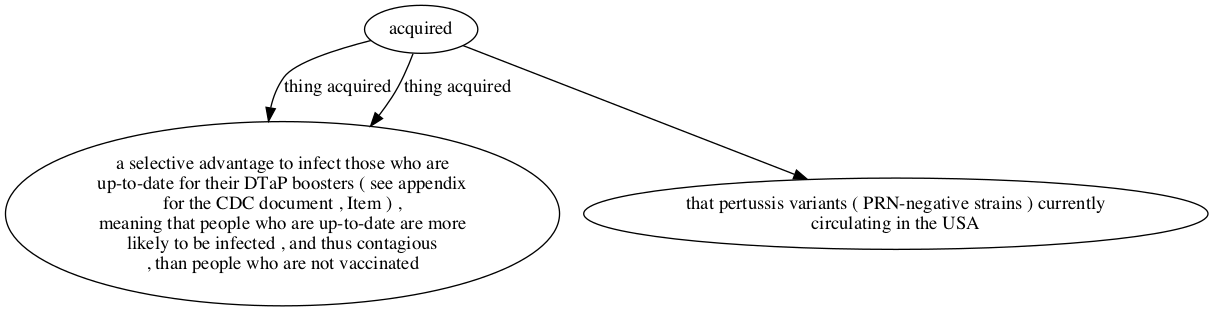 acquired
thing acquired
thing acquired
a selective advantage to infect those who are
up-to-date for their DTaP boosters ( see appendix
for the CDC document , Item ) ,
meaning that people who are up-to-date are more
likely to be infected , and thus contagious
, than people who are not vaccinated
that pertussis variants ( PRN-negative strains ) currently
circulating in the USA